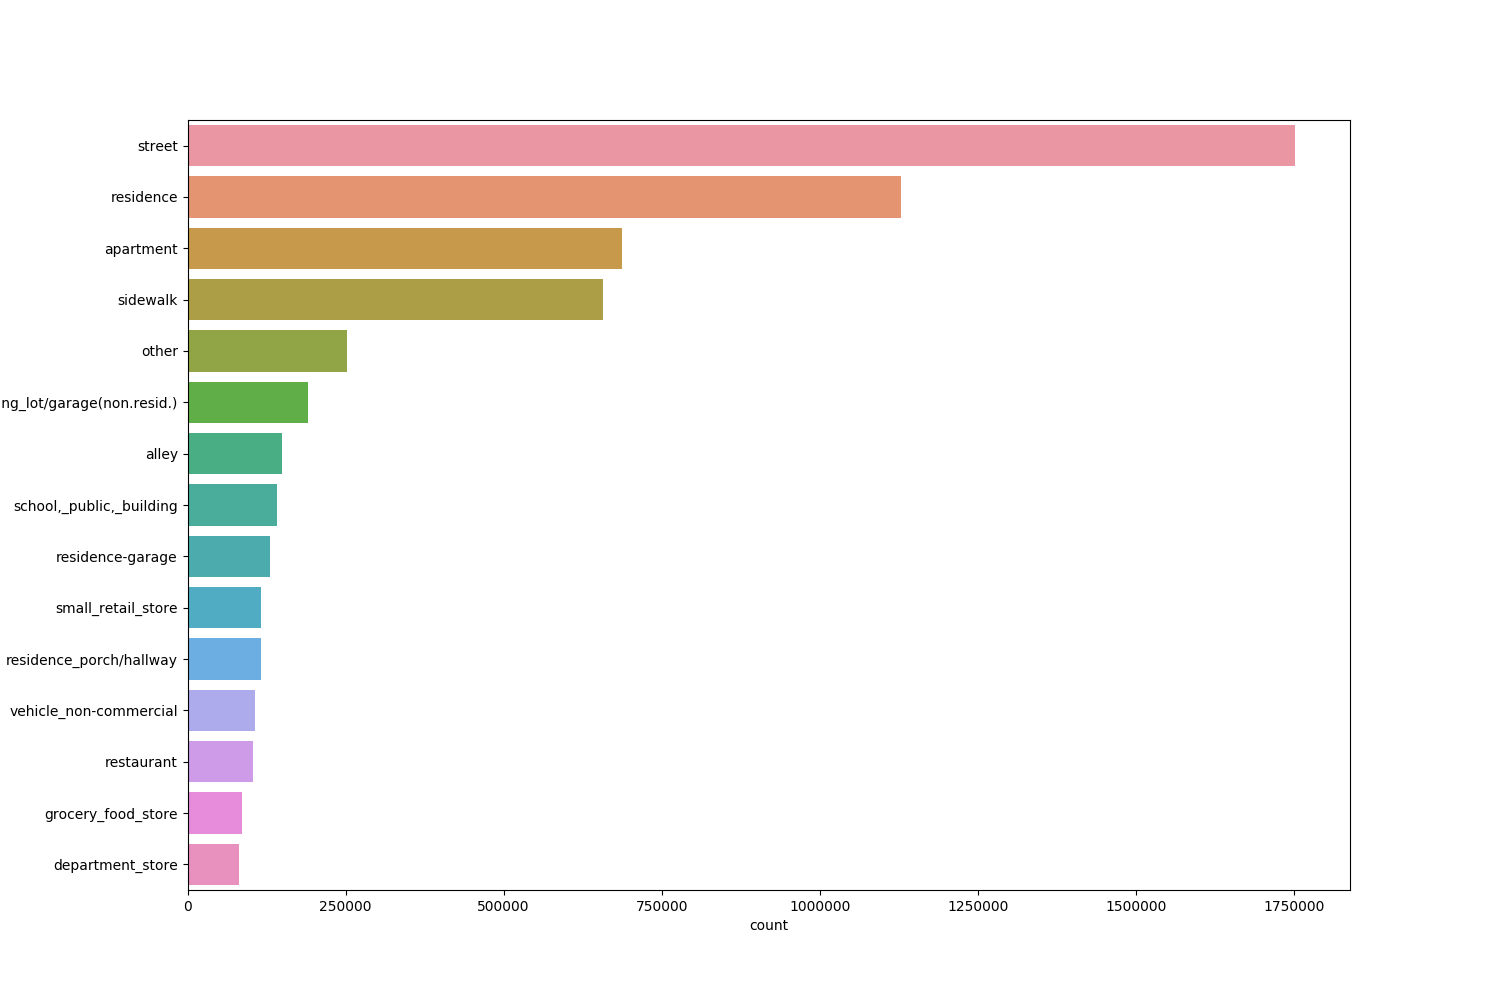 street
residence
apartment
sidewalk
other
ng_lot/garage(non.resid.)
alley
school,_public,_building
residence-garage
small_retail_store
residence_porch/hallway
vehicle_non-commercial
restaurant
grocery_food_store
department_store
0 250000 500000 750000 1000000 1250000 1500000 1750000
count